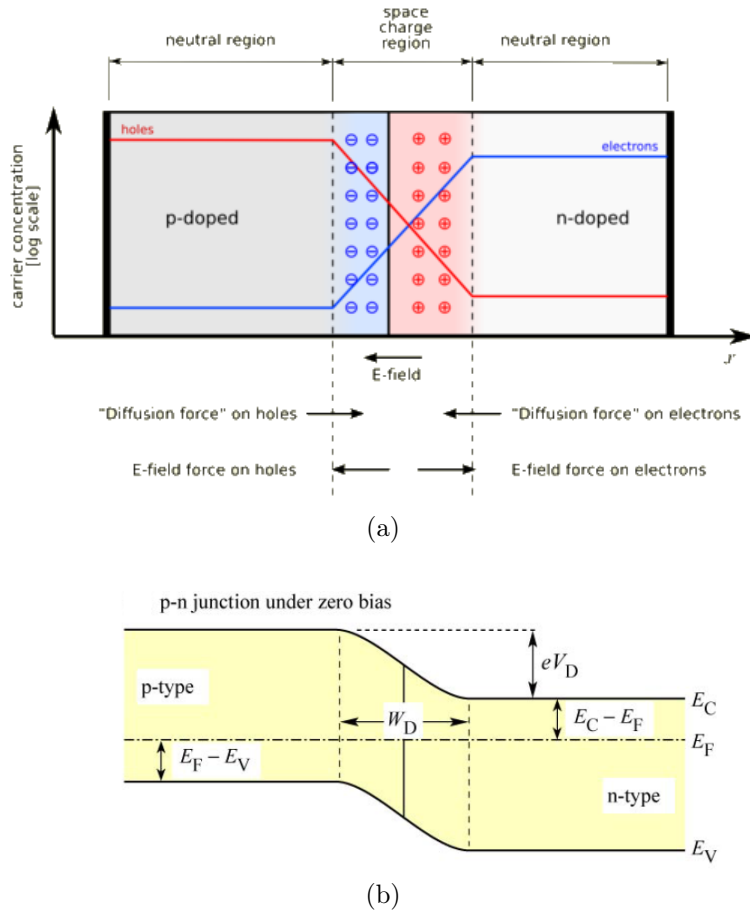 neutral region
space
charge
region
neutral region
carrier concentration
[log scale]
holes
electrons
p-doped
n-doped
⊖ ⊖ ⊕ ⊕
⊖ ⊖ ⊕ ⊕
⊖ ⊖ ⊕ ⊕
⊖ ⊖ ⊕ ⊕
⊖ ⊖ ⊕ ⊕
⊖ ⊖ ⊕ ⊕
⊖ ⊖ ⊕ ⊕
x
E-field
"Diffusion force" on holes
"Diffusion force" on electrons
E-field force on holes
E-field force on electrons
(a)
p-n junction under zero bias
p-type
eV_D
E_C
W_D
E_C − E_F
E_F
E_F − E_V
n-type
E_V
(b)